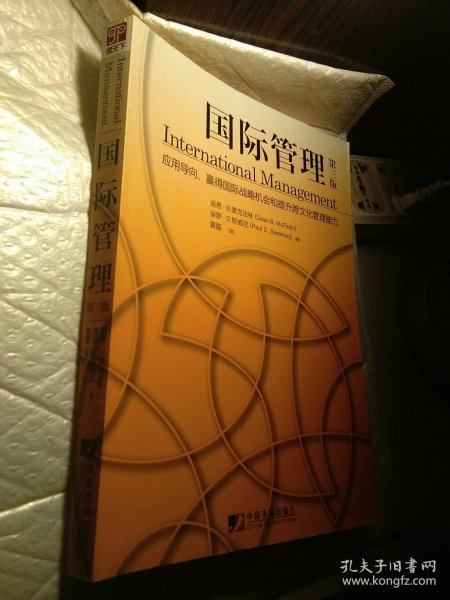 读天下
International
Management
国际管理
第三版
国际管理
第三版
International Management
应用导向、赢得国际战略机会和提升跨文化管理能力
迪恩·B.麦克法林 (Dean B. McFarlin)
保罗·D.斯威尼 (Paul D. Sweeney) 著
黄磊 译
中国市场出版社
China Market Press
孔夫子旧书网
www.kongfz.com